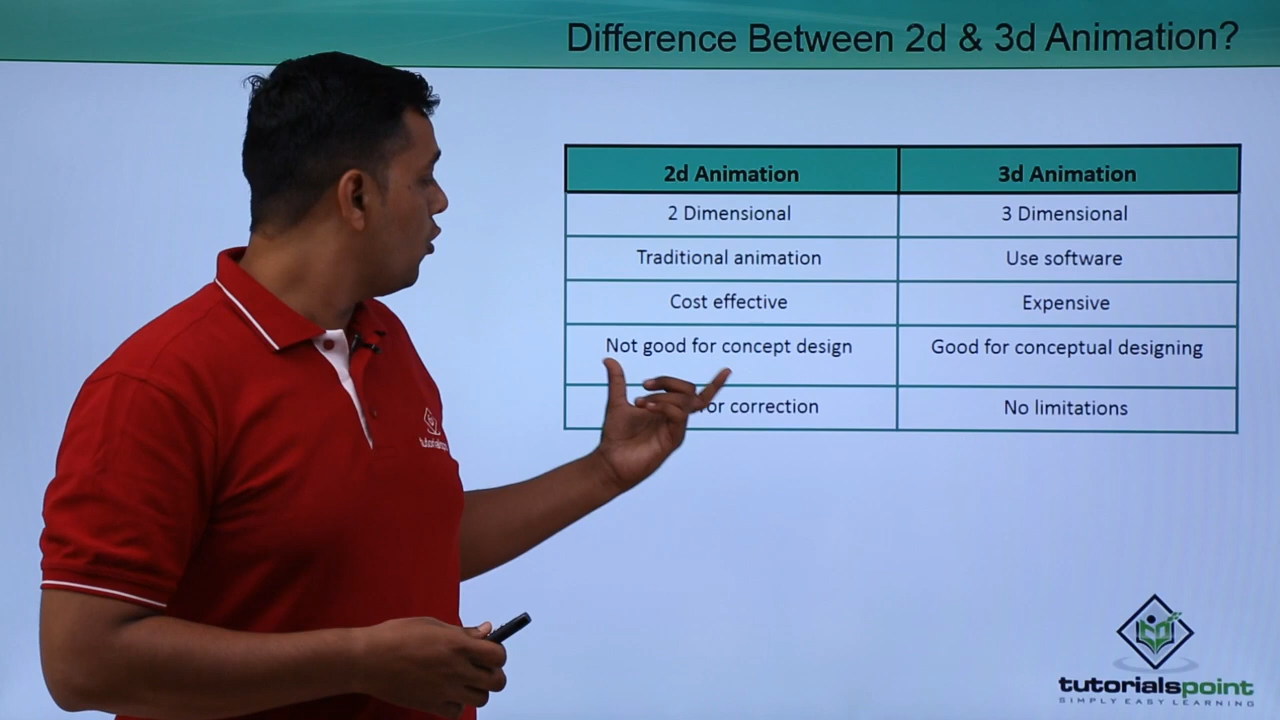 Difference Between 2d & 3d Animation?
2d Animation 3d Animation
2 Dimensional 3 Dimensional
Traditional animation Use software
Cost effective Expensive
Not good for concept design Good for conceptual designing
correction No limitations
tutorialspoint
SIMPLY EASY LEARNING